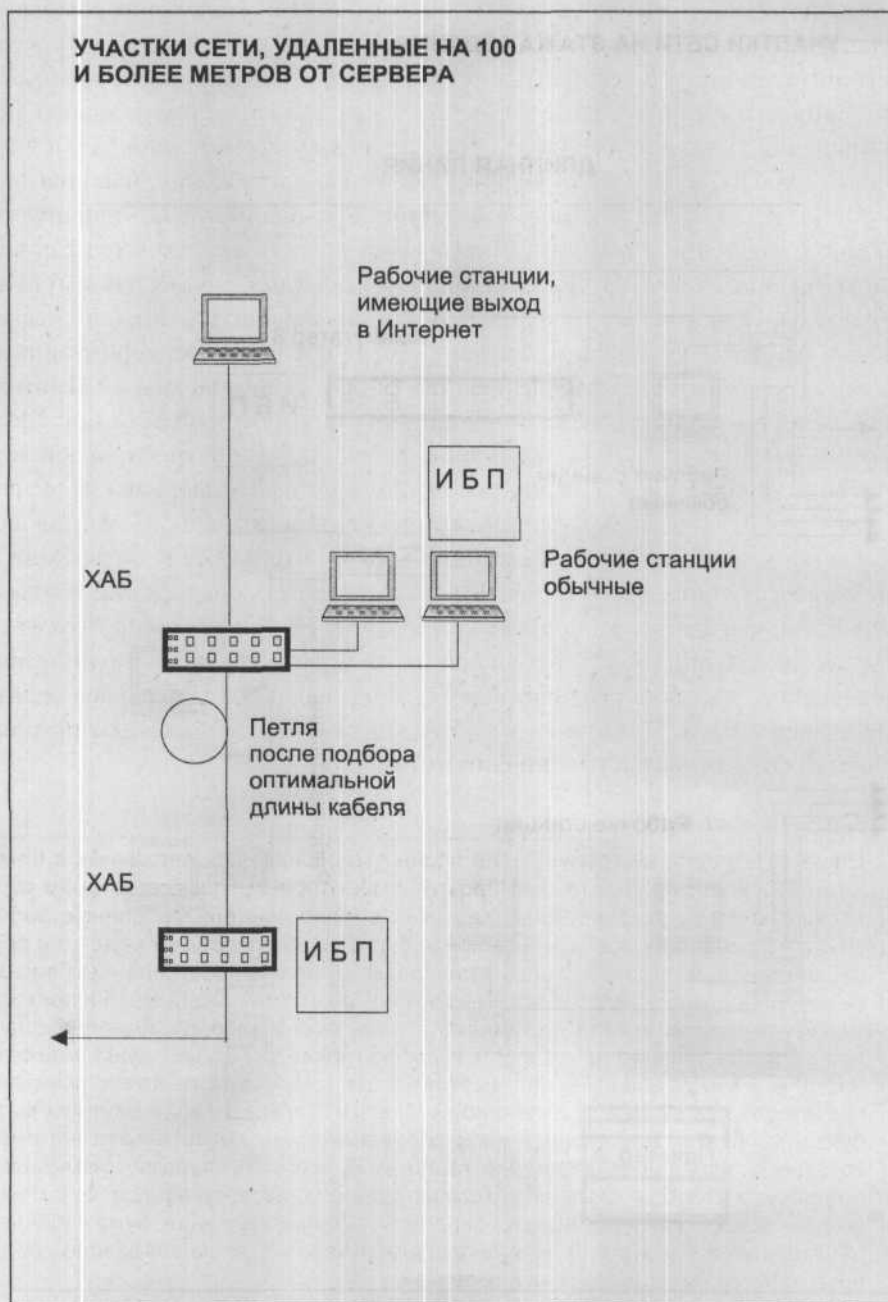 УЧАСТКИ СЕТИ, УДАЛЕННЫЕ НА 100
И БОЛЕЕ МЕТРОВ ОТ СЕРВЕРА
Рабочие станции,
имеющие выход
в Интернет
И Б П
Рабочие станции
обычные
ХАБ
Петля
после подбора
оптимальной
длины кабеля
ХАБ
И Б П